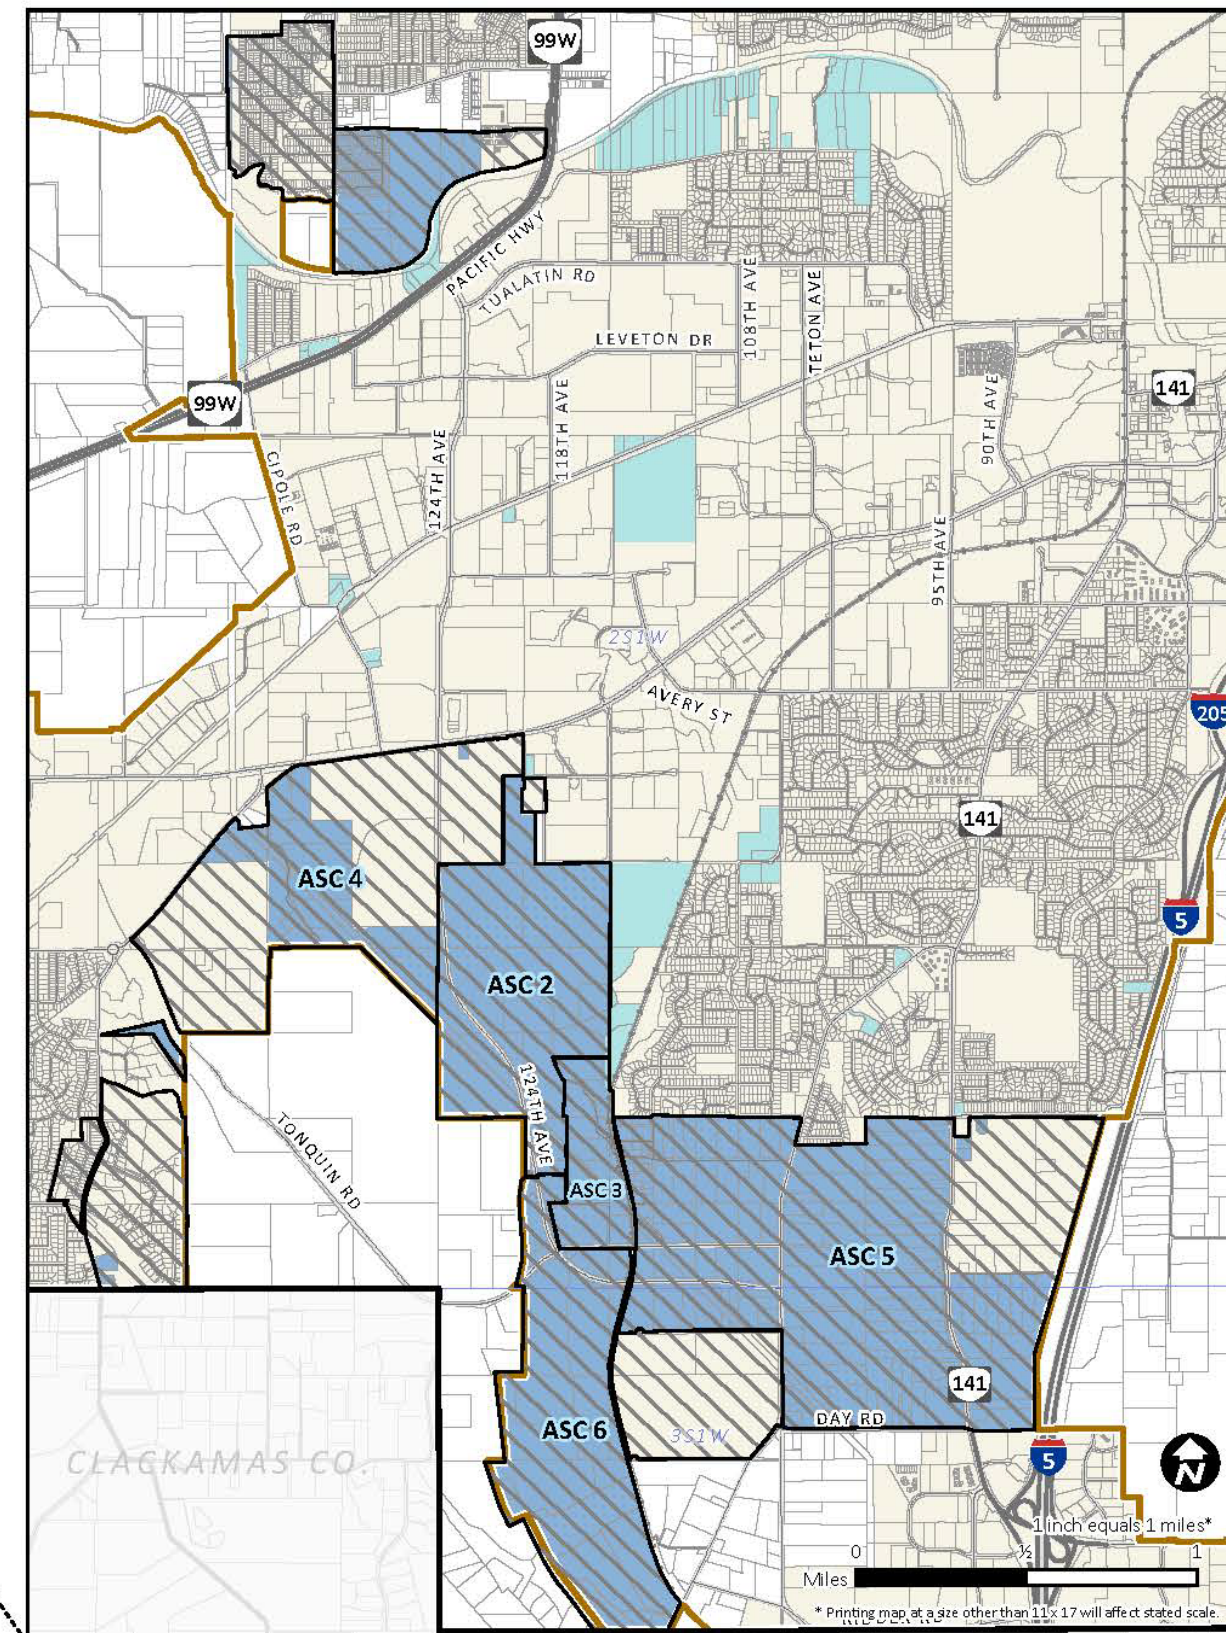 99W
PACIFIC HWY
TUALATIN RD
108TH AVE
TETON AVE
LEVETON DR
118TH AVE
90TH AVE
141
99W
CIPOLE RD
124TH AVE
95TH AVE
2S1W
AVERY ST
205
141
ASC 4
5
ASC 2
124TH AVE
TONQUIN RD
ASC 3
ASC 5
141
DAY RD
ASC 6
3S1W
CLACKAMAS CO.
5
N
1 inch equals 1 miles*
0 ½ 1
Miles
* Printing map at a size other than 11 x 17 will affect stated scale.